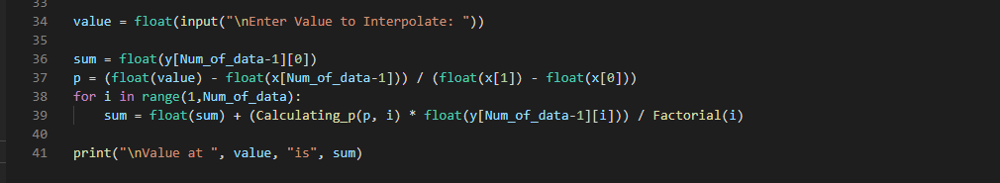 33
34 value = float(input("\nEnter Value to Interpolate: "))
35
36 sum = float(y[Num_of_data-1][0])
37 p = (float(value) - float(x[Num_of_data-1])) / (float(x[1]) - float(x[0]))
38 for i in range(1,Num_of_data):
39     sum = float(sum) + (Calculating_p(p, i) * float(y[Num_of_data-1][i])) / Factorial(i)
40
41 print("\nValue at ", value, "is", sum)